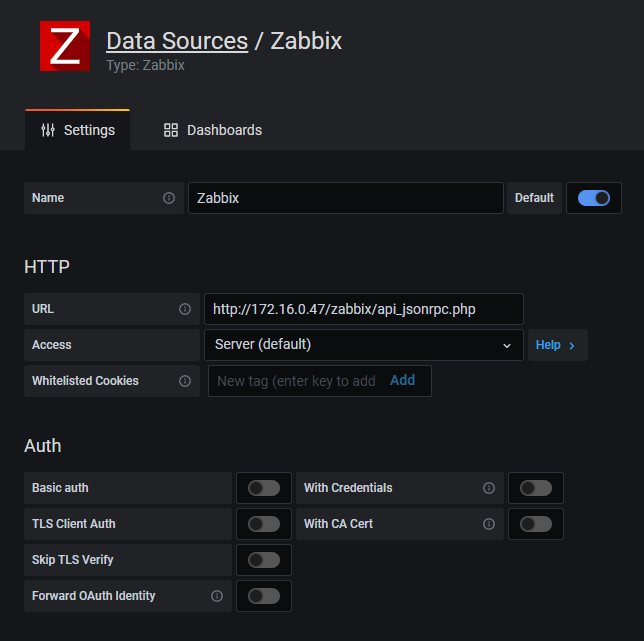 Z
Data Sources / Zabbix
Type: Zabbix
Settings
Dashboards
Name
Zabbix
Default
HTTP
URL
http://172.16.0.47/zabbix/api_jsonrpc.php
Access
Server (default)
Help
Whitelisted Cookies
New tag (enter key to add
Add
Auth
Basic auth
With Credentials
TLS Client Auth
With CA Cert
Skip TLS Verify
Forward OAuth Identity